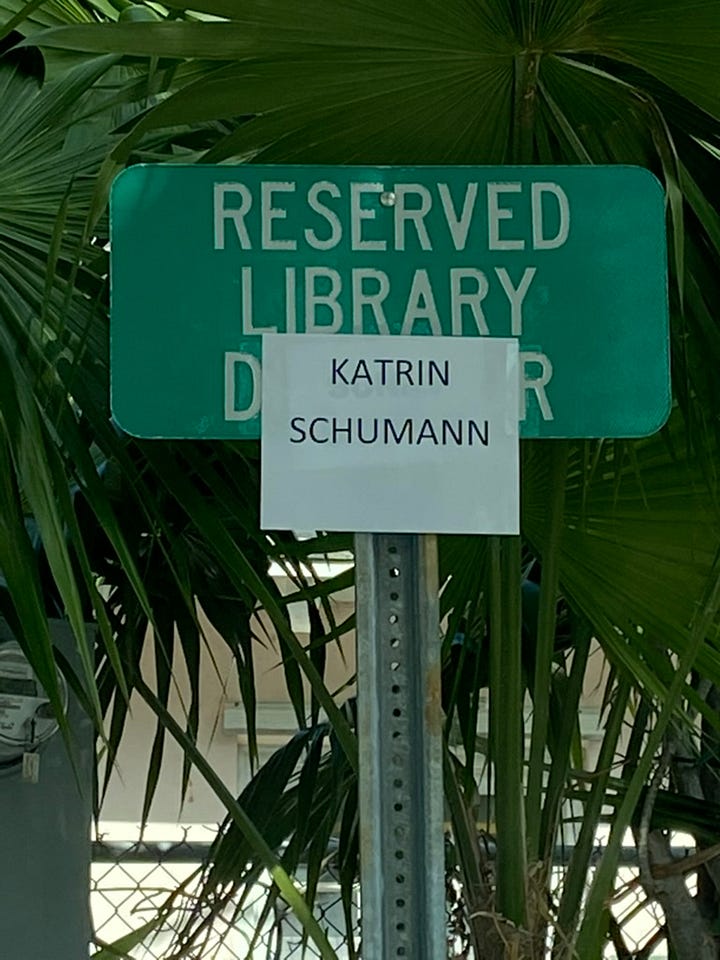 RESERVED
LIBRARY
D R
KATRIN
SCHUMANN